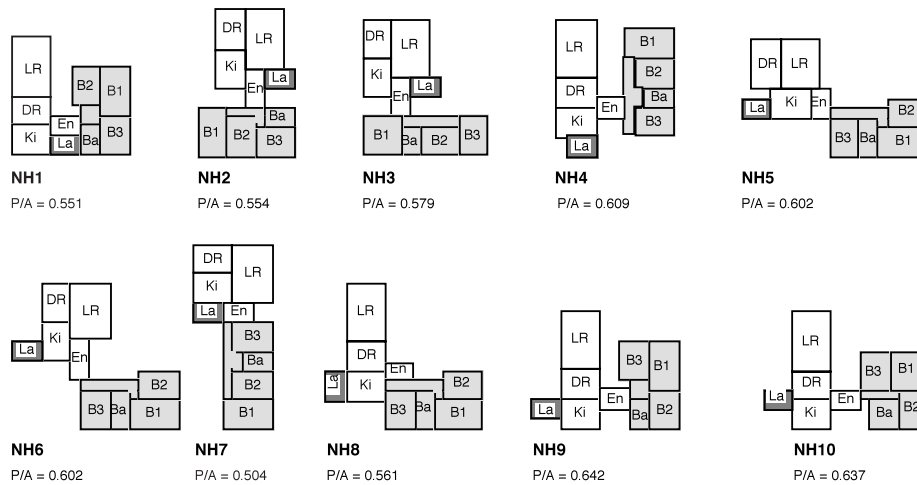 DR
LR
Ki
La
En
B1
B2
Ba
B3
NH2
P/A = 0.554
LR
DR
Ki
En
La
B2
B1
Ba
B3
NH1
P/A = 0.551
DR
LR
Ki
La
En
B1
Ba
B2
B3
NH3
P/A = 0.579
LR
DR
Ki
En
La
B1
B2
Ba
B3
NH4
P/A = 0.609
DR
LR
La
Ki
En
B2
B3
Ba
B1
NH5
P/A = 0.602
DR
LR
Ki
La
En
B2
B3
Ba
B1
NH6
P/A = 0.602
DR
LR
Ki
La
En
B3
Ba
B2
B1
NH7
P/A = 0.504
LR
DR
En
La
Ki
B2
B3
Ba
B1
NH8
P/A = 0.561
LR
DR
B3
B1
La
Ki
En
Ba
B2
NH9
P/A = 0.642
LR
DR
B3
B1
La
Ki
En
Ba
B2
NH10
P/A = 0.637